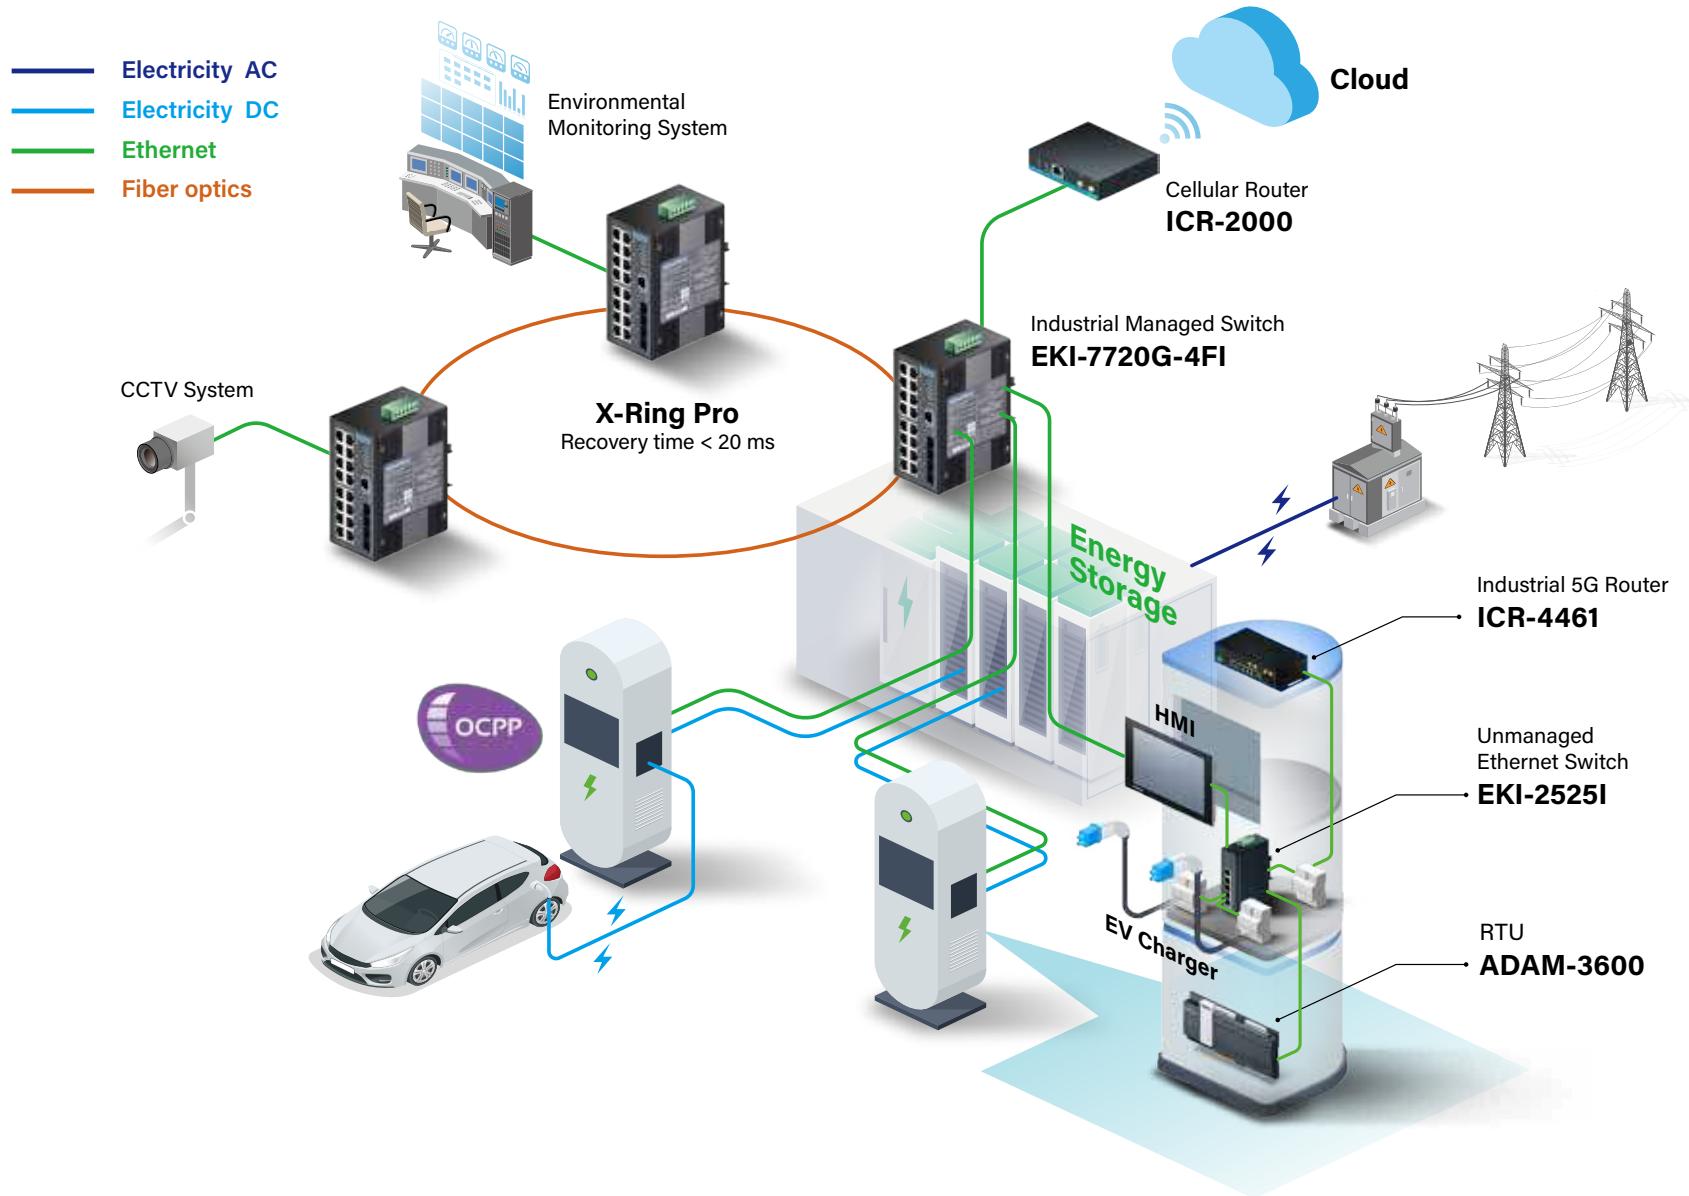 Electricity AC
Electricity DC
Ethernet
Fiber optics
Environmental
Monitoring System
Cloud
Cellular Router
ICR-2000
Industrial Managed Switch
EKI-7720G-4FI
CCTV System
X-Ring Pro
Recovery time < 20 ms
Energy
Storage
Industrial 5G Router
ICR-4461
OCPP
HMI
Unmanaged
Ethernet Switch
EKI-2525I
EV Charger
RTU
ADAM-3600